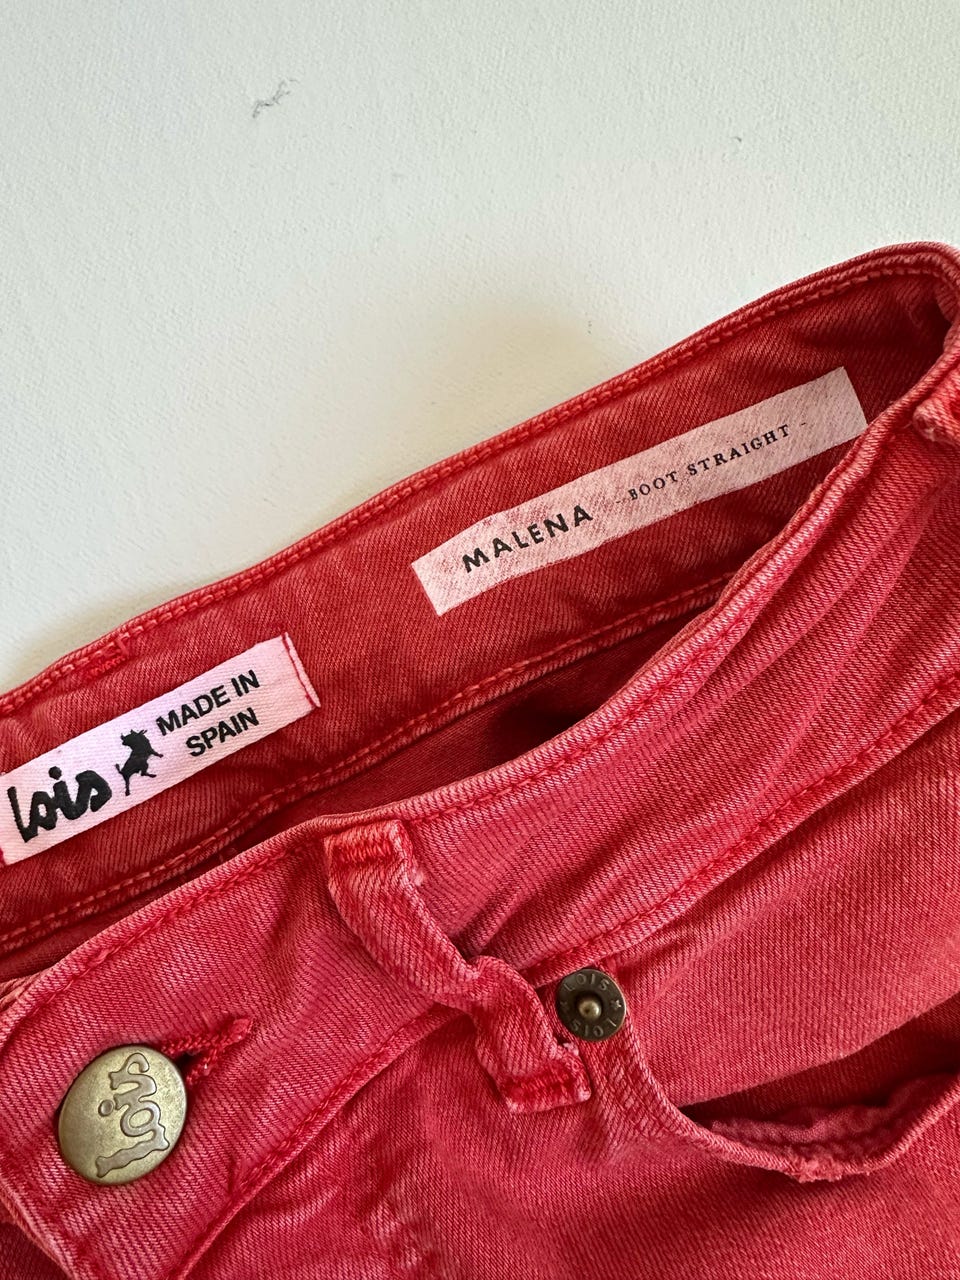 MALENA - BOOT STRAIGHT -
lois MADE IN
SPAIN
LOIS ★ LOIS ★
lois